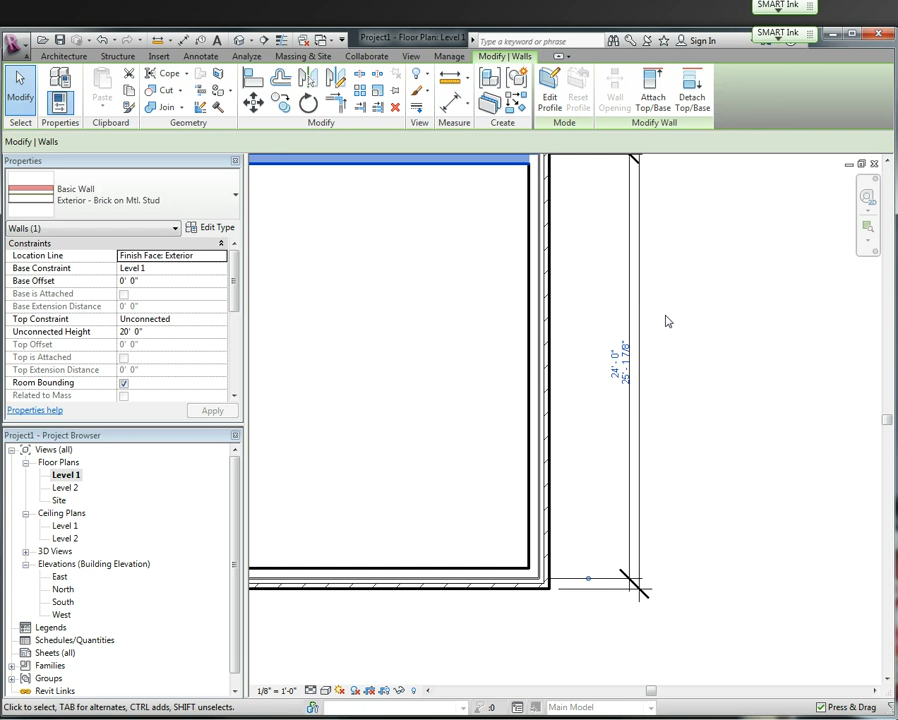 SMART Ink
SMART Ink
Project1 - Floor Plan: Level 1
Type a keyword or phrase
Sign In
Architecture Structure Insert Annotate Analyze Massing & Site Collaborate View Manage Modify | Walls
Modify
Properties
Paste
Cope
Cut
Join
Edit Profile
Reset Profile
Wall Opening
Attach Top/Base
Detach Top/Base
Select Properties Clipboard Geometry Modify View Measure Create Mode Modify Wall
Modify | Walls
Properties
Basic Wall
Exterior - Brick on Mtl. Stud
Walls (1)
Edit Type
Constraints
Location Line Finish Face: Exterior
Base Constraint Level 1
Base Offset 0' 0"
Base is Attached
Base Extension Distance 0' 0"
Top Constraint Unconnected
Unconnected Height 20' 0"
Top Offset 0' 0"
Top is Attached
Top Extension Distance 0' 0"
Room Bounding
Related to Mass
Properties help
Apply
Project1 - Project Browser
Views (all)
Floor Plans
Level 1
Level 2
Site
Ceiling Plans
Level 1
Level 2
3D Views
Elevations (Building Elevation)
East
North
South
West
Legends
Schedules/Quantities
Sheets (all)
Families
Groups
Revit Links
24' - 0"
25' - 1 7/8"
1/8" = 1'-0"
Click to select, TAB for alternates, CTRL adds, SHIFT unselects.
:0
Main Model
Press & Drag